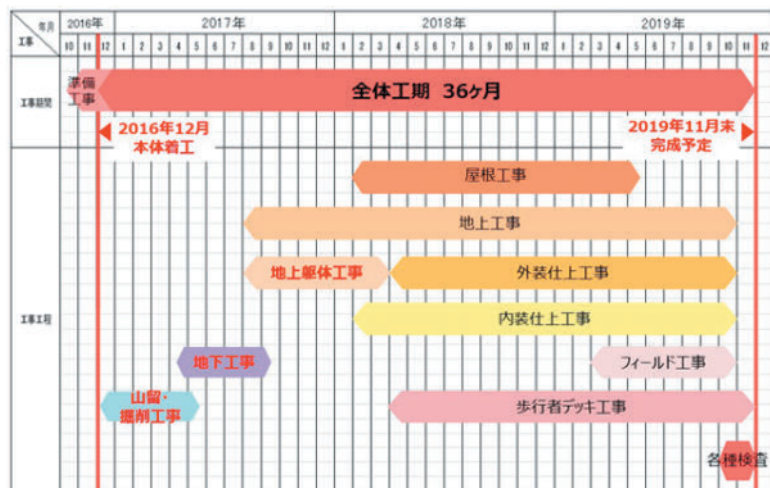 年月
工事
2016年 2017年 2018年 2019年
10 11 12 1 2 3 4 5 6 7 8 9 10 11 12 1 2 3 4 5 6 7 8 9 10 11 12 1 2 3 4 5 6 7 8 9 10 11 12
工事期間
準備
工事
全体工期 36ヶ月
2016年12月
本体着工
2019年11月末
完成予定
工事工程
屋根工事
地上工事
地上躯体工事 外装仕上工事
内装仕上工事
地下工事 フィールド工事
山留・
掘削工事
歩行者デッキ工事
各種検査